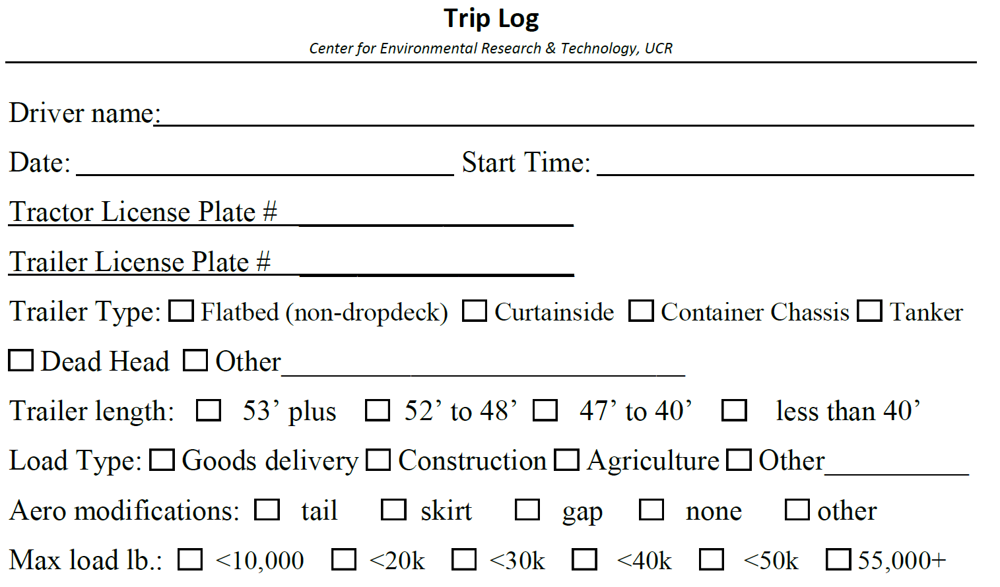 Trip Log
Center for Environmental Research & Technology, UCR
Driver name:
Date: Start Time:
Tractor License Plate #
Trailer License Plate #
Trailer Type: Flatbed (non-dropdeck) Curtainside Container Chassis Tanker
Dead Head Other
Trailer length: 53’ plus 52’ to 48’ 47’ to 40’ less than 40’
Load Type: Goods delivery Construction Agriculture Other
Aero modifications: tail skirt gap none other
Max load lb.: <10,000 <20k <30k <40k <50k 55,000+